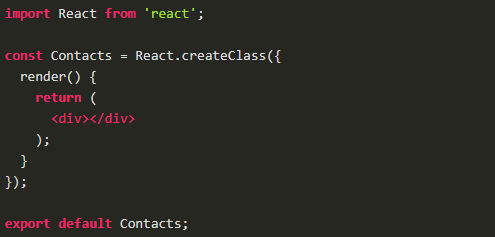 import React from 'react';
const Contacts = React.createClass({
render() {
return (
<div></div>
);
}
});
export default Contacts;